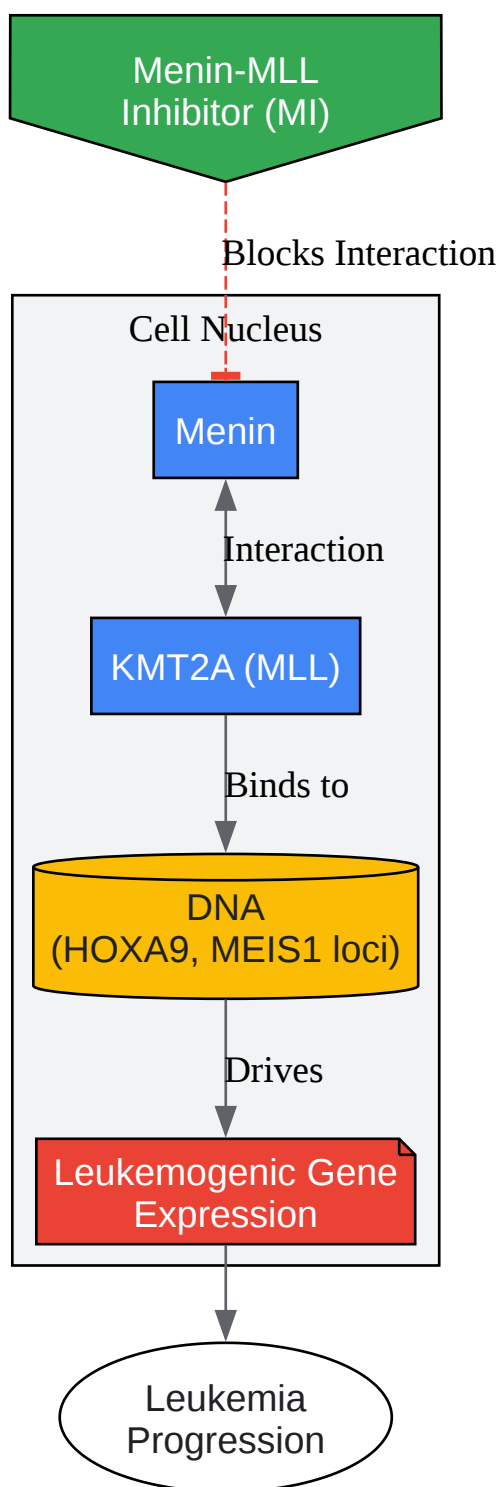 Menin-MLL
Inhibitor (MI)
Blocks Interaction
Cell Nucleus
Menin
Interaction
KMT2A (MLL)
Binds to
DNA
(HOXA9, MEIS1 loci)
Drives
Leukemogenic Gene
Expression
Leukemia
Progression